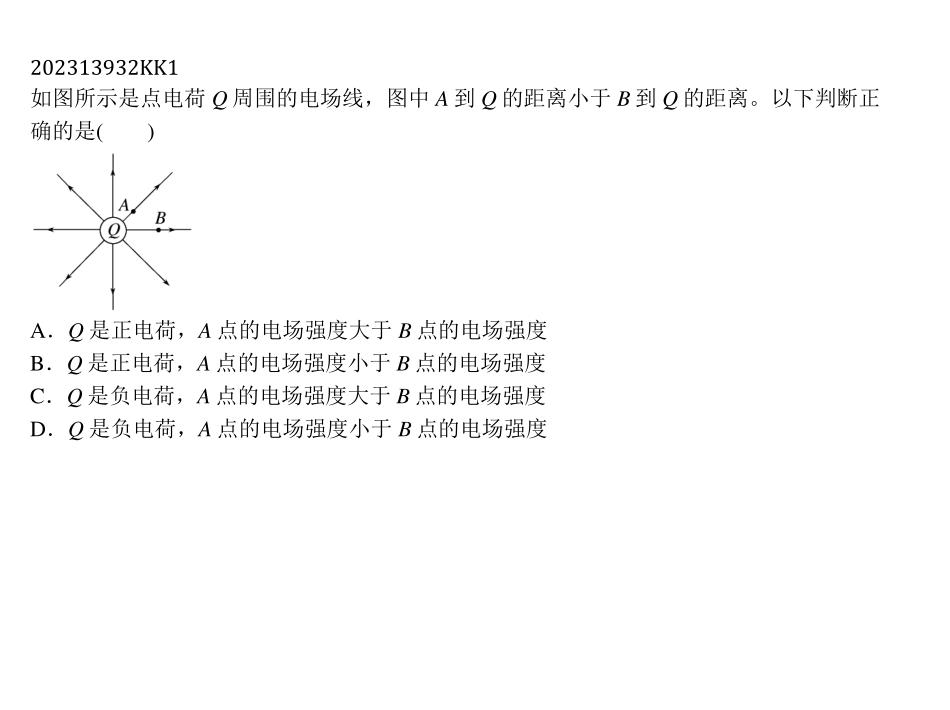 202313932KK1
如图所示是点电荷 Q 周围的电场线，图中 A 到 Q 的距离小于 B 到 Q 的距离。以下判断正
确的是(　　)
A
B
Q
A．Q 是正电荷，A 点的电场强度大于 B 点的电场强度
B．Q 是正电荷，A 点的电场强度小于 B 点的电场强度
C．Q 是负电荷，A 点的电场强度大于 B 点的电场强度
D．Q 是负电荷，A 点的电场强度小于 B 点的电场强度